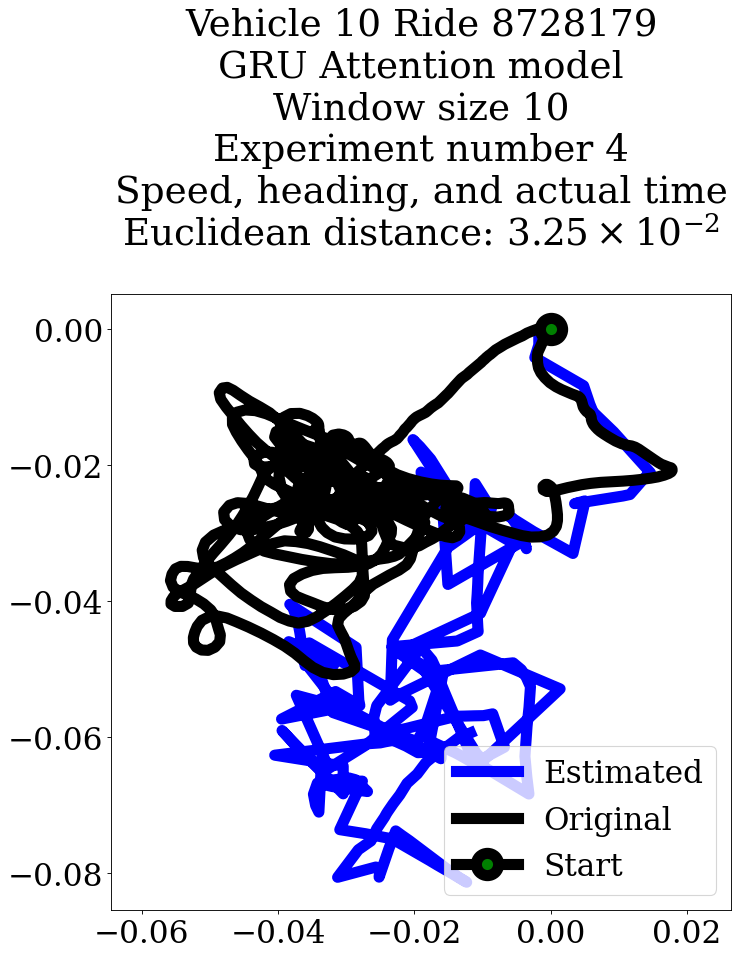 Vehicle 10 Ride 8728179
GRU Attention model
Window size 10
Experiment number 4
Speed, heading, and actual time
Euclidean distance: 3.25 × 10⁻²
0.00
−0.02
−0.04
−0.06
−0.08
Estimated
Original
Start
−0.06 −0.04 −0.02 0.00 0.02